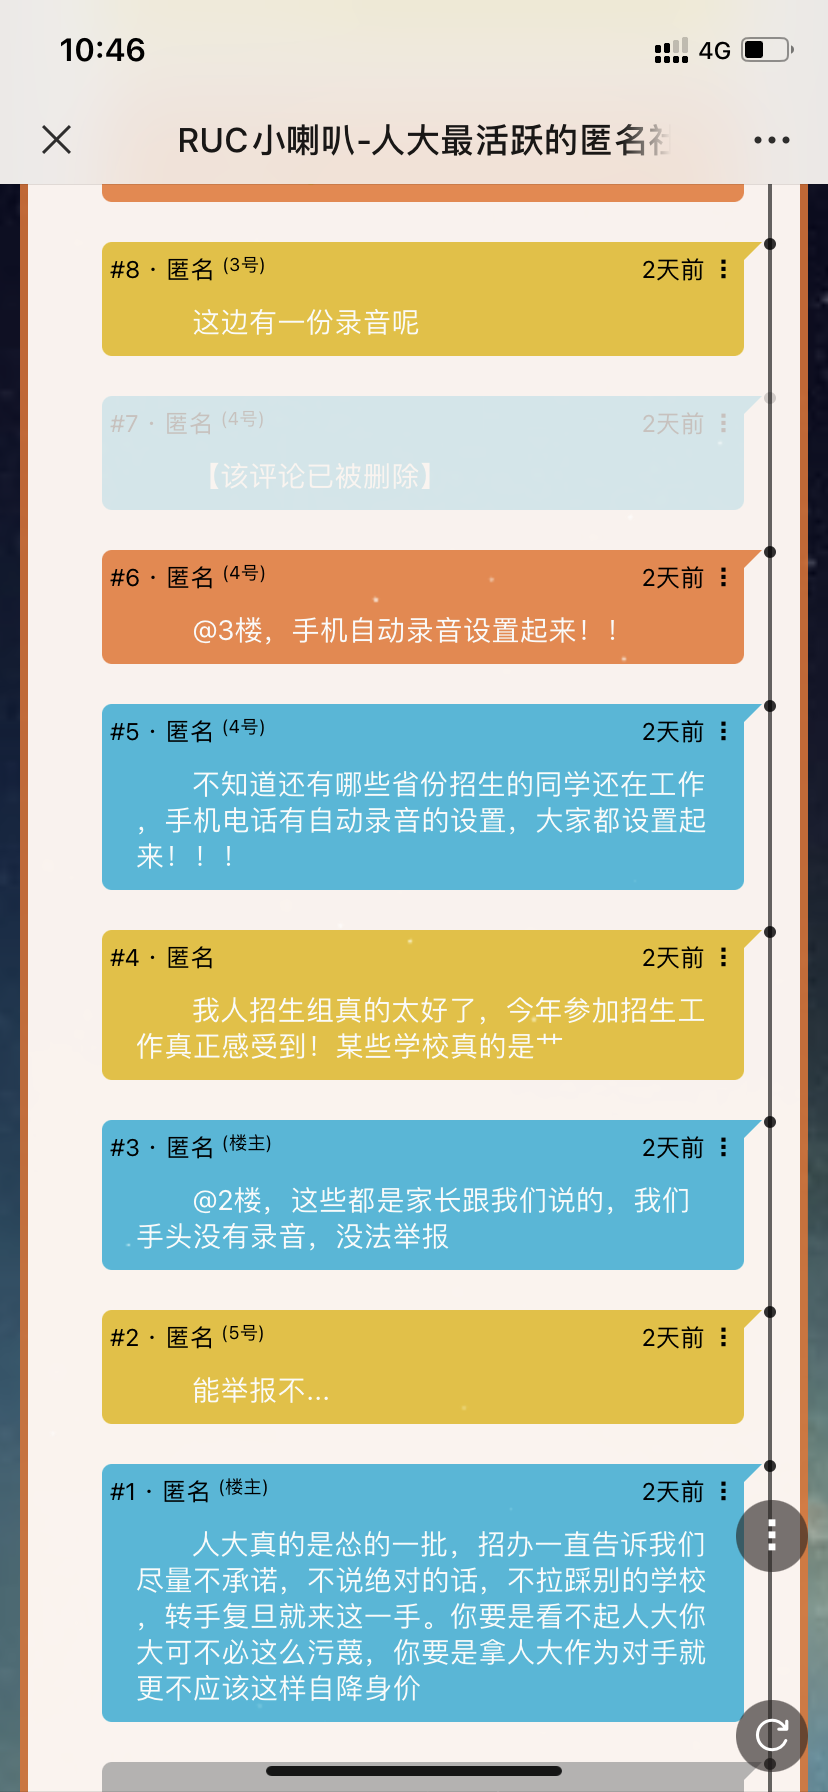 10:46
4G
RUC小喇叭-人大最活跃的匿名社
#8 · 匿名 (3号) 2天前
这边有一份录音呢
#7 · 匿名 (4号) 2天前
【该评论已被删除】
#6 · 匿名 (4号) 2天前
@3楼，手机自动录音设置起来！！
#5 · 匿名 (4号) 2天前
不知道还有哪些省份招生的同学还在工作
，手机电话有自动录音的设置，大家都设置起
来！！！
#4 · 匿名 2天前
我人招生组真的太好了，今年参加招生工
作真正感受到！某些学校真的是艹
#3 · 匿名 (楼主) 2天前
@2楼，这些都是家长跟我们说的，我们
手头没有录音，没法举报
#2 · 匿名 (5号) 2天前
能举报不...
#1 · 匿名 (楼主) 2天前
人大真的是怂的一批，招办一直告诉我们
尽量不承诺，不说绝对的话，不拉踩别的学校
，转手复旦就来这一手。你要是看不起人大你
大可不必这么污蔑，你要是拿人大作为对手就
更不应该这样自降身价